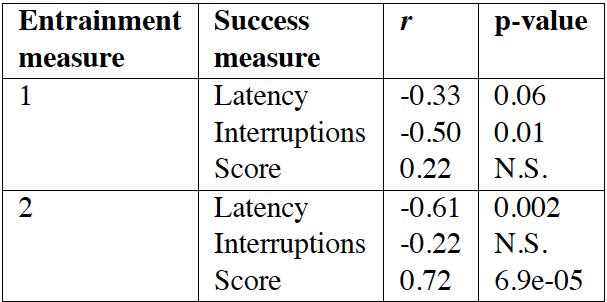 Entrainment measure Success measure r p-value
1 Latency -0.33 0.06
Interruptions -0.50 0.01
Score 0.22 N.S.
2 Latency -0.61 0.002
Interruptions -0.22 N.S.
Score 0.72 6.9e-05